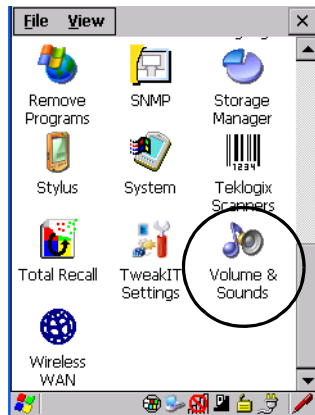 File View
Remove Programs
SNMP
Storage Manager
Stylus
System
1234
Teklogix Scanners
Total Recall
TweakIT Settings
Volume & Sounds
Wireless WAN